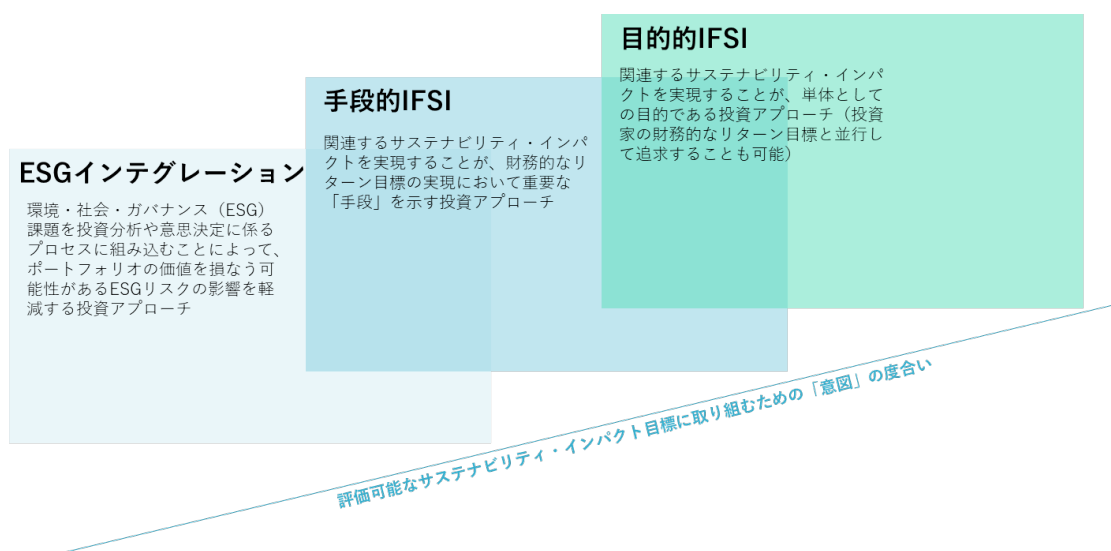 目的的IFSI
関連するサステナビリティ・インパ
クトを実現することが、単体として
の目的である投資アプローチ（投資
家の財務的なリターン目標と並行し
て追求することも可能）
手段的IFSI
関連するサステナビリティ・インパ
クトを実現することが、財務的なリ
ターン目標の実現において重要な
「手段」を示す投資アプローチ
ESGインテグレーション
環境・社会・ガバナンス（ESG）
課題を投資分析や意思決定に係る
プロセスに組み込むことによって、
ポートフォリオの価値を損なう可
能性があるESGリスクの影響を軽
減する投資アプローチ
評価可能なサステナビリティ・インパクト目標に取り組むための「意図」の度合い